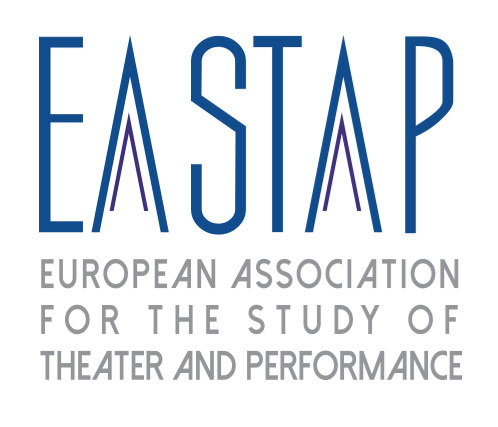 EASTAP
EUROPEAN ASSOCIATION
FOR THE STUDY OF
THEATER AND PERFORMANCE